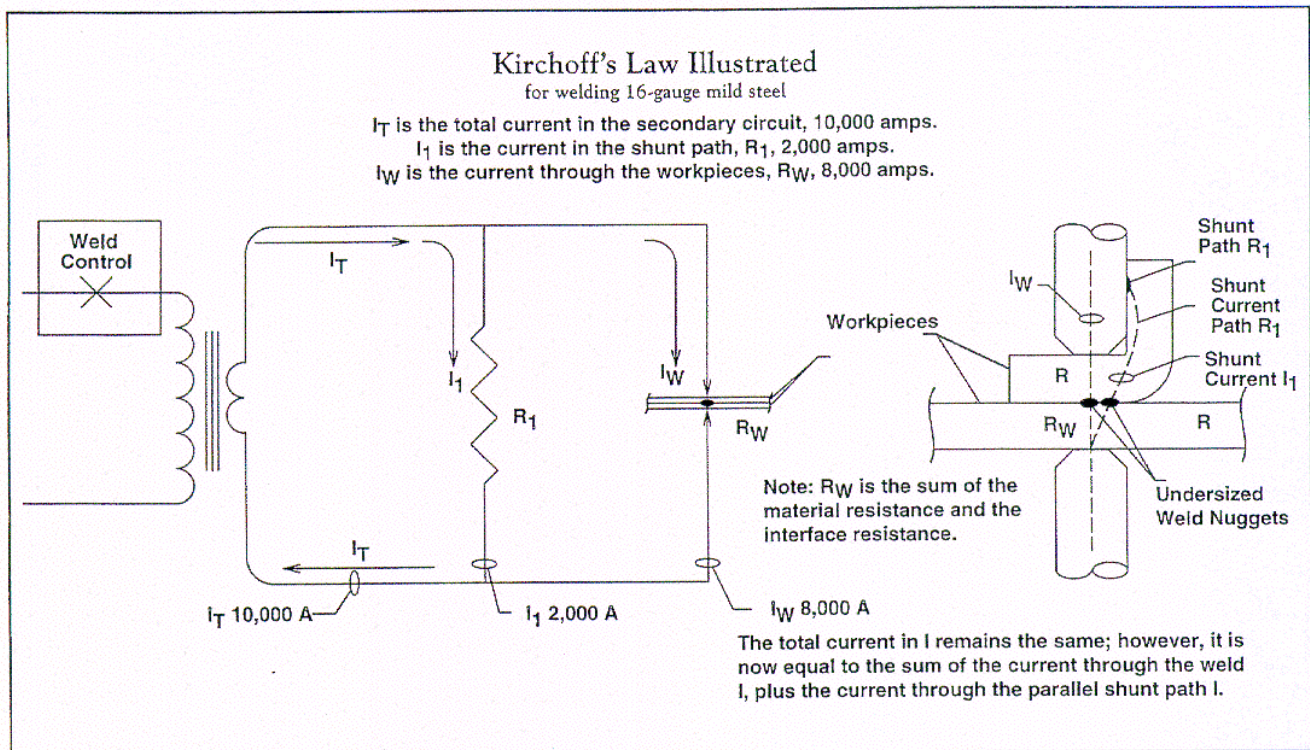 Kirchoff's Law Illustrated
for welding 16-gauge mild steel
IT is the total current in the secondary circuit, 10,000 amps.
I1 is the current in the shunt path, R1, 2,000 amps.
IW is the current through the workpieces, RW, 8,000 amps.
Weld
Control
IT
I1
R1
IW
RW
Workpieces
IT
IT 10,000 A
I1 2,000 A
IW 8,000 A
Note: RW is the sum of the
material resistance and the
interface resistance.
Shunt
Path R1
IW
Shunt
Current
Path R1
Shunt
Current I1
R
RW
R
Undersized
Weld Nuggets
The total current in I remains the same; however, it is
now equal to the sum of the current through the weld
I, plus the current through the parallel shunt path I.